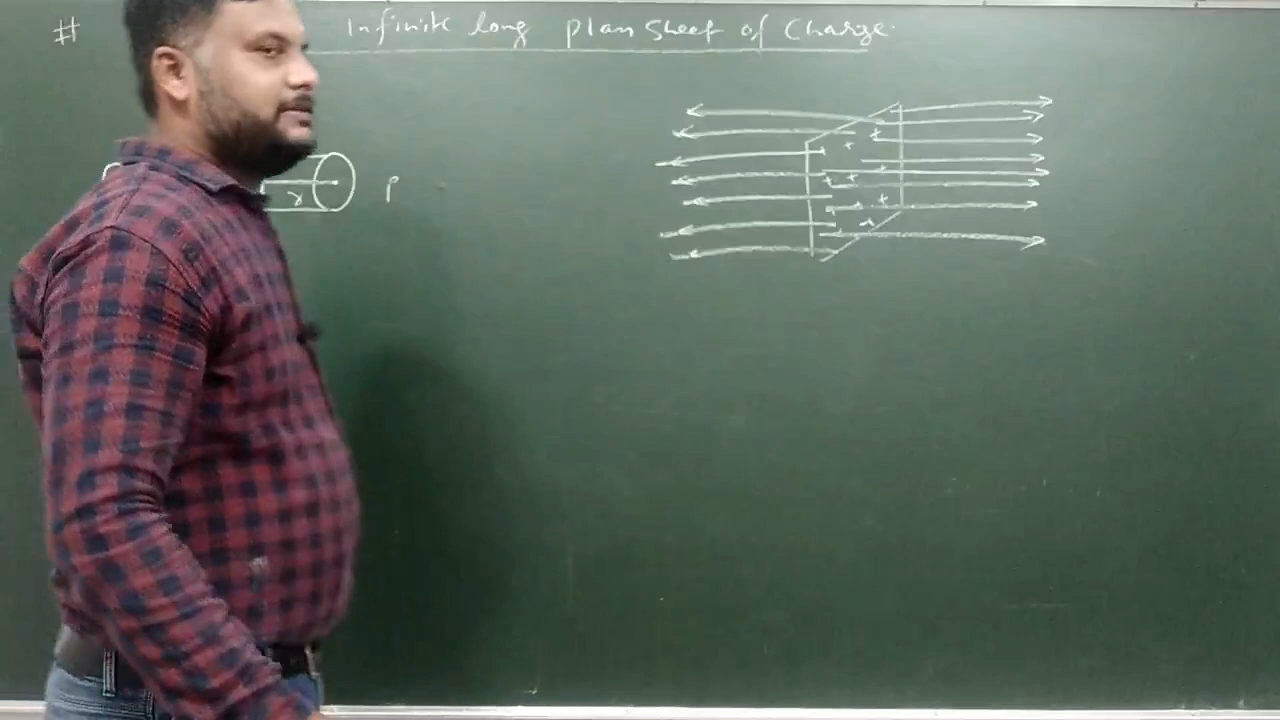 # Infinite long plan sheet of charge.
r P